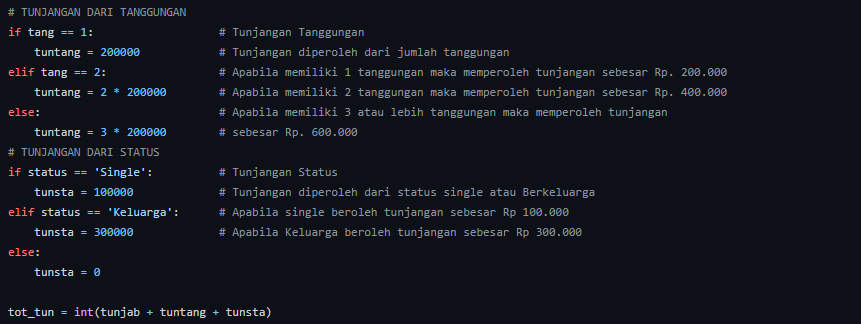 # TUNJANGAN DARI TANGGUNGAN
if tang == 1:                   # Tunjangan Tanggungan
    tuntang = 200000            # Tunjangan diperoleh dari jumlah tanggungan
elif tang == 2:                 # Apabila memiliki 1 tanggungan maka memperoleh tunjangan sebesar Rp. 200.000
    tuntang = 2 * 200000        # Apabila memiliki 2 tanggungan maka memperoleh tunjangan sebesar Rp. 400.000
else:                           # Apabila memiliki 3 atau lebih tanggungan maka memperoleh tunjangan
    tuntang = 3 * 200000        # sebesar Rp. 600.000
# TUNJANGAN DARI STATUS
if status == 'Single':          # Tunjangan Status
    tunsta = 100000             # Tunjangan diperoleh dari status single atau Berkeluarga
elif status == 'Keluarga':      # Apabila single beroleh tunjangan sebesar Rp 100.000
    tunsta = 300000             # Apabila Keluarga beroleh tunjangan sebesar Rp 300.000
else:
    tunsta = 0

tot_tun = int(tunjab + tuntang + tunsta)